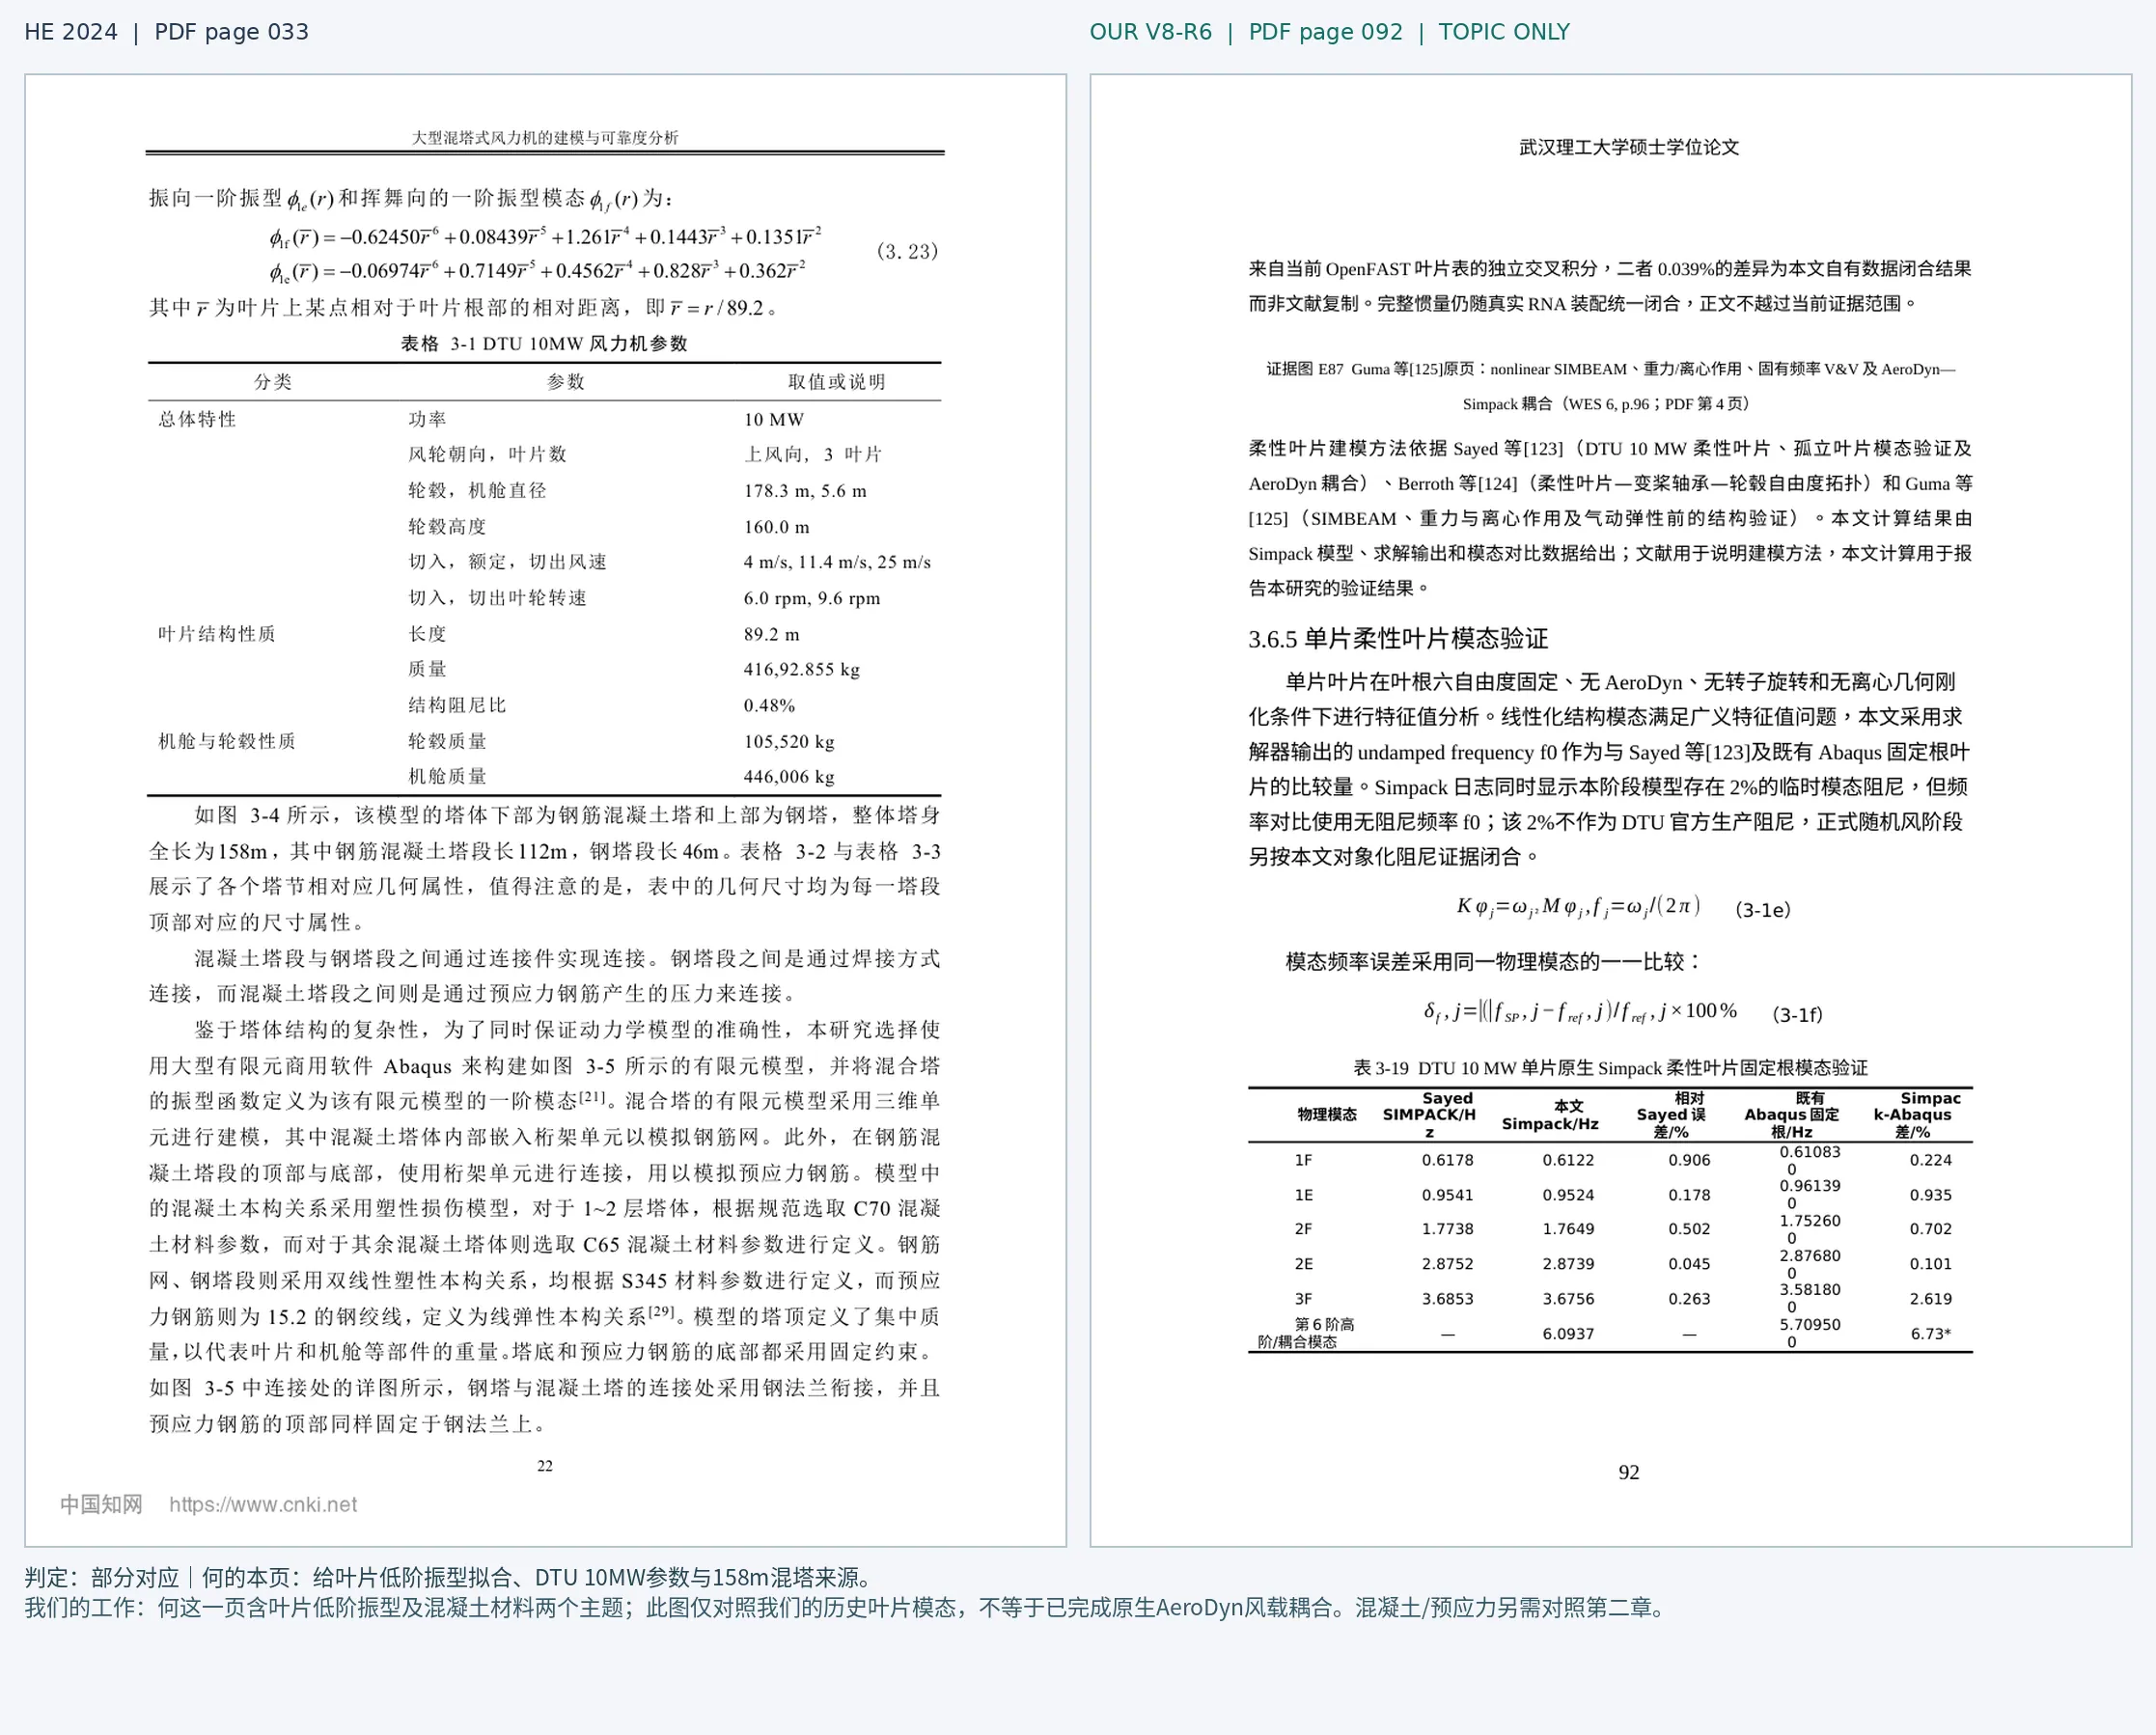 HE 2024 | PDF page 033
大型混塔式风力机的建模与可靠度分析
振向一阶振型ϕ1e(r)和挥舞向的一阶振型模态ϕ1f(r)为：
ϕ1f(r̅) = −0.62450r̅⁶ + 0.08439r̅⁵ + 1.261r̅⁴ + 0.1443r̅³ + 0.1351r̅²
ϕ1e(r̅) = −0.06974r̅⁶ + 0.7149r̅⁵ + 0.4562r̅⁴ + 0.828r̅³ + 0.362r̅²
(3.23)
其中r̅为叶片上某点相对于叶片根部的相对距离，即r̅ = r / 89.2。
表格 3-1 DTU 10MW 风力机参数
分类 参数 取值或说明
总体特性 功率 10 MW
风轮朝向，叶片数 上风向, 3 叶片
轮毂，机舱直径 178.3 m, 5.6 m
轮毂高度 160.0 m
切入，额定，切出风速 4 m/s, 11.4 m/s, 25 m/s
切入，切出叶轮转速 6.0 rpm, 9.6 rpm
叶片结构性质 长度 89.2 m
质量 416,92.855 kg
结构阻尼比 0.48%
机舱与轮毂性质 轮毂质量 105,520 kg
机舱质量 446,006 kg
如图 3-4 所示，该模型的塔体下部为钢筋混凝土塔和上部为钢塔，整体塔身
全长为158m，其中钢筋混凝土塔段长112m，钢塔段长46m。表格 3-2 与表格 3-3
展示了各个塔节相对应几何属性，值得注意的是，表中的几何尺寸均为每一塔段
顶部对应的尺寸属性。
混凝土塔段与钢塔段之间通过连接件实现连接。钢塔段之间是通过焊接方式
连接，而混凝土塔段之间则是通过预应力钢筋产生的压力来连接。
鉴于塔体结构的复杂性，为了同时保证动力学模型的准确性，本研究选择使
用大型有限元商用软件 Abaqus 来构建如图 3-5 所示的有限元模型，并将混合塔
的振型函数定义为该有限元模型的一阶模态[21]。混合塔的有限元模型采用三维单
元进行建模，其中混凝土塔体内部嵌入桁架单元以模拟钢筋网。此外，在钢筋混
凝土塔段的顶部与底部，使用桁架单元进行连接，用以模拟预应力钢筋。模型中
的混凝土本构关系采用塑性损伤模型，对于 1~2 层塔体，根据规范选取 C70 混凝
土材料参数，而对于其余混凝土塔体则选取 C65 混凝土材料参数进行定义。钢筋
网、钢塔段则采用双线性塑性本构关系，均根据 S345 材料参数进行定义，而预应
力钢筋则为 15.2 的钢绞线，定义为线弹性本构关系[29]。模型的塔顶定义了集中质
量，以代表叶片和机舱等部件的重量。塔底和预应力钢筋的底部都采用固定约束。
如图 3-5 中连接处的详图所示，钢塔与混凝土塔的连接处采用钢法兰衔接，并且
预应力钢筋的顶部同样固定于钢法兰上。
22
中国知网 https://www.cnki.net
OUR V8-R6 | PDF page 092 | TOPIC ONLY
武汉理工大学硕士学位论文
来自当前 OpenFAST 叶片表的独立交叉积分，二者 0.039%的差异为本文自有数据闭合结果
而非文献复制。完整惯量仍随真实 RNA 装配统一闭合，正文不越过当前证据范围。
证据图 E87 Guma 等[125]原页：nonlinear SIMBEAM、重力/离心作用、固有频率 V&V 及 AeroDyn—
Simpack 耦合（WES 6, p.96；PDF 第 4 页）
柔性叶片建模方法依据 Sayed 等[123]（DTU 10 MW 柔性叶片、孤立叶片模态验证及
AeroDyn 耦合）、Berroth 等[124]（柔性叶片—变桨轴承—轮毂自由度拓扑）和 Guma 等
[125]（SIMBEAM、重力与离心作用及气动弹性前的结构验证）。本文计算结果由
Simpack 模型、求解输出和模态对比数据给出；文献用于说明建模方法，本文计算用于报
告本研究的验证结果。
3.6.5 单片柔性叶片模态验证
单片叶片在叶根六自由度固定、无 AeroDyn、无转子旋转和无离心几何刚
化条件下进行特征值分析。线性化结构模态满足广义特征值问题，本文采用求
解器输出的 undamped frequency f0 作为与 Sayed 等[123]及既有 Abaqus 固定根叶
片的比较量。Simpack 日志同时显示本阶段模型存在 2%的临时模态阻尼，但频
率对比使用无阻尼频率 f0；该 2%不作为 DTU 官方生产阻尼，正式随机风阶段
另按本文对象化阻尼证据闭合。
K φj=ωj², M φj, fj=ωj/(2π) （3-1e）
模态频率误差采用同一物理模态的一一比较：
δf , j=|(|fSP , j−fref , j)/fref , j×100% （3-1f）
表 3-19 DTU 10 MW 单片原生 Simpack 柔性叶片固定根模态验证
物理模态 Sayed SIMPACK/Hz 本文 Simpack/Hz 相对 Sayed 误差/% 既有 Abaqus 固定根/Hz Simpack-Abaqus 差/%
1F 0.6178 0.6122 0.906 0.610830 0.224
1E 0.9541 0.9524 0.178 0.961390 0.935
2F 1.7738 1.7649 0.502 1.752600 0.702
2E 2.8752 2.8739 0.045 2.876800 0.101
3F 3.6853 3.6756 0.263 3.581800 2.619
第 6 阶高阶/耦合模态 — 6.0937 — 5.709500 6.73*
92
判定：部分对应｜何的本页：给叶片低阶振型拟合、DTU 10MW参数与158m混塔来源。
我们的工作：何这一页含叶片低阶振型及混凝土材料两个主题；此图仅对照我们的历史叶片模态，不等于已完成原生AeroDyn风载耦合。混凝土/预应力另需对照第二章。